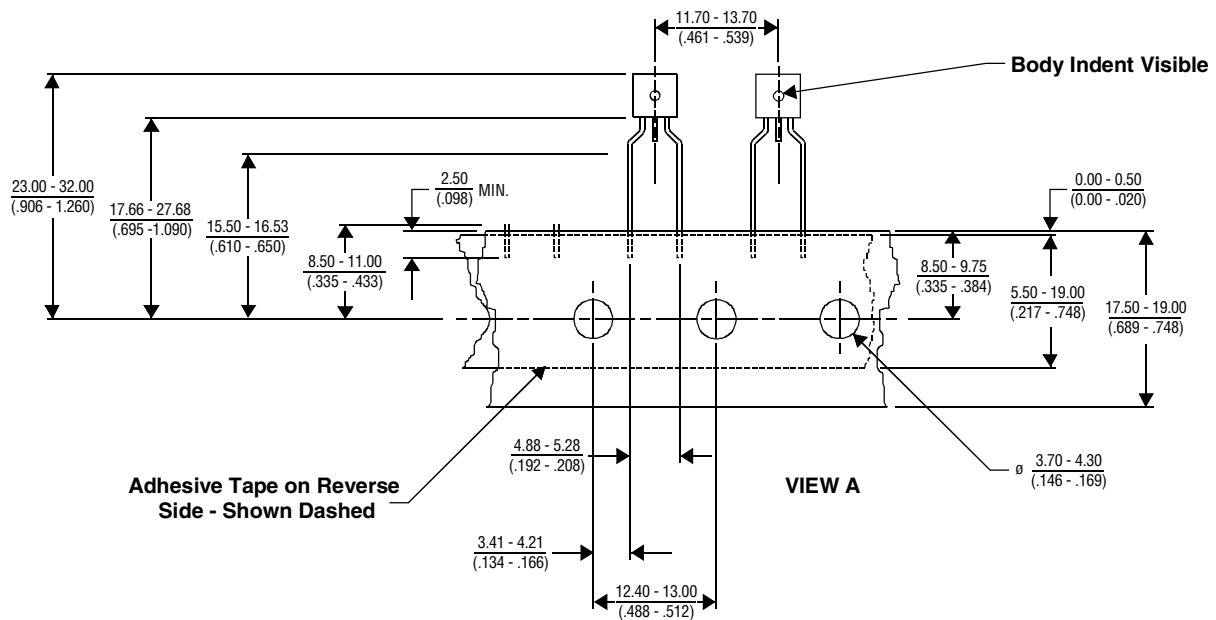 11.70 - 13.70
(.461 - .539)
Body Indent Visible
23.00 - 32.00
(.906 - 1.260)
17.66 - 27.68
(.695 -1.090)
15.50 - 16.53
(.610 - .650)
2.50
(.098) MIN.
8.50 - 11.00
(.335 - .433)
0.00 - 0.50
(0.00 - .020)
8.50 - 9.75
(.335 - .384)
5.50 - 19.00
(.217 - .748)
17.50 - 19.00
(.689 - .748)
4.88 - 5.28
(.192 - .208)
Adhesive Tape on Reverse
Side - Shown Dashed
VIEW A
ø 3.70 - 4.30
(.146 - .169)
3.41 - 4.21
(.134 - .166)
12.40 - 13.00
(.488 - .512)